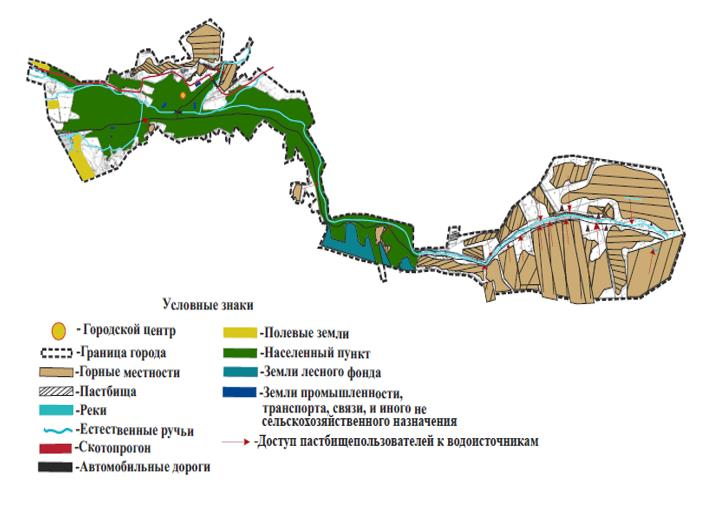 Условные знаки
- Городской центр
-Граница города
-Горные местности
-Пастбища
-Реки
-Естественные ручьи
-Скотопрогон
-Автомобильные дороги
-Полевые земли
-Населенный пункт
-Земли лесного фонда
-Земли промышленности,
транспорта, связи, и иного не
сельскохозяйственного назначения
-Доступ пастбищепользователей к водоисточникам